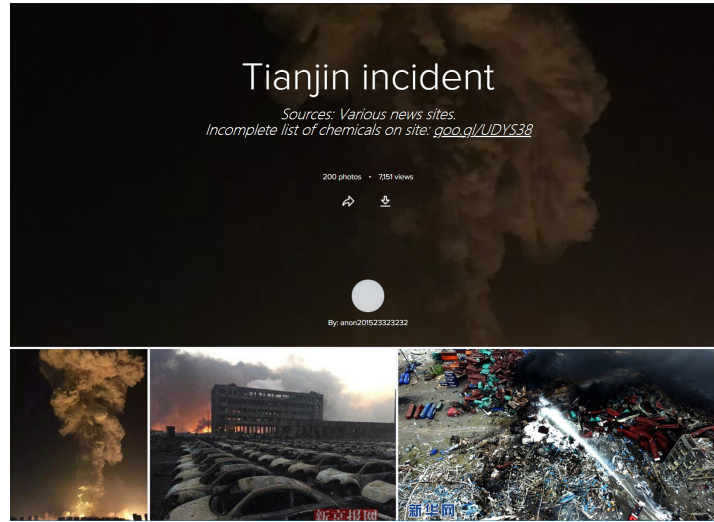 Tianjin incident
Sources: Various news sites.
Incomplete list of chemicals on site: goo.gl/UDYS38
200 photos • 7,151 views
By: anon201523323232
新京报网
新华网